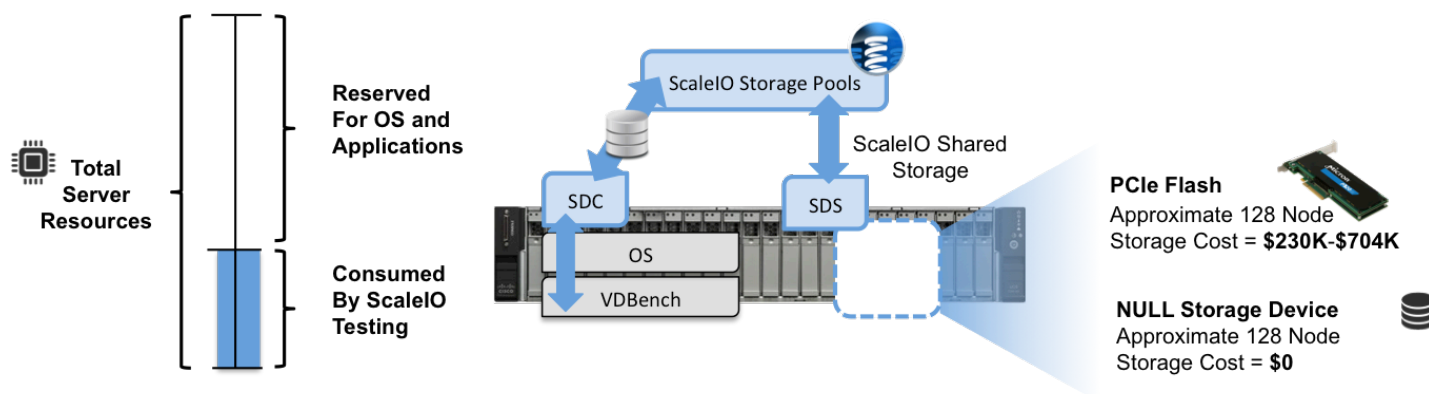 Total
Server
Resources
Reserved
For OS and
Applications
Consumed
By ScaleIO
Testing
ScaleIO Storage Pools
ScaleIO Shared
Storage
SDC
SDS
OS
VDBench
PCIe Flash
Approximate 128 Node
Storage Cost = $230K-$704K
NULL Storage Device
Approximate 128 Node
Storage Cost = $0